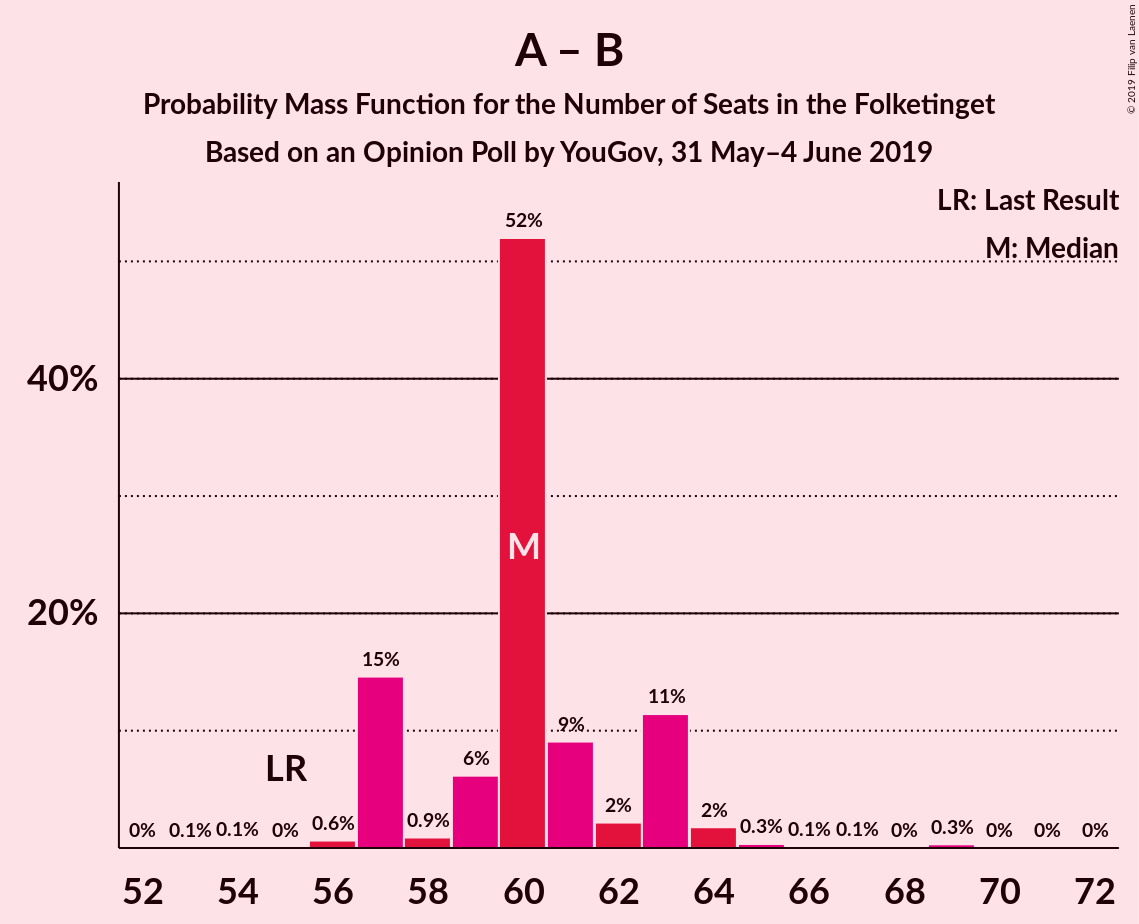 A – B
Probability Mass Function for the Number of Seats in the Folketinget
Based on an Opinion Poll by YouGov, 31 May–4 June 2019
© 2019 Filip van Laenen
LR: Last Result
M: Median
52%
40%
M
20%
15%
11%
9%
6%
LR
2%
2%
0% 0.1% 0.1% 0% 0.6% 0.9% 0.3% 0.1% 0.1% 0% 0.3% 0% 0% 0%
52 54 56 58 60 62 64 66 68 70 72